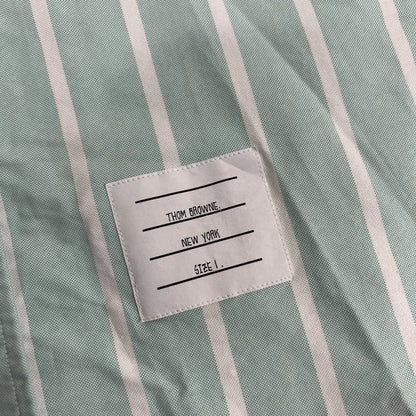 THOM BROWNE.
NEW YORK
SIZE 1.